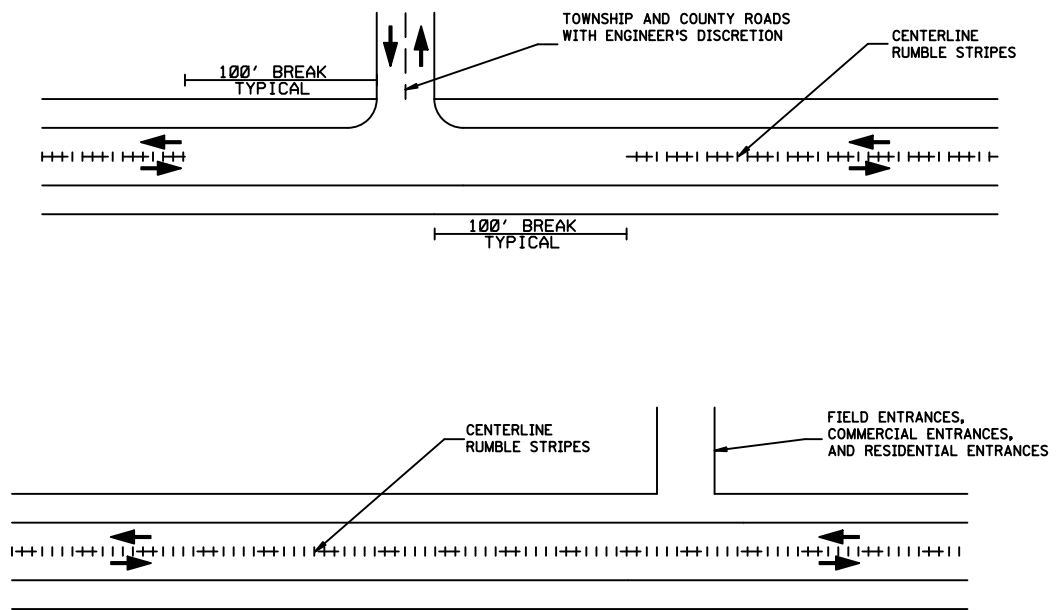 TOWNSHIP AND COUNTY ROADS
WITH ENGINEER'S DISCRETION
CENTERLINE
RUMBLE STRIPES
100' BREAK
TYPICAL
100' BREAK
TYPICAL
CENTERLINE
RUMBLE STRIPES
FIELD ENTRANCES,
COMMERCIAL ENTRANCES,
AND RESIDENTIAL ENTRANCES